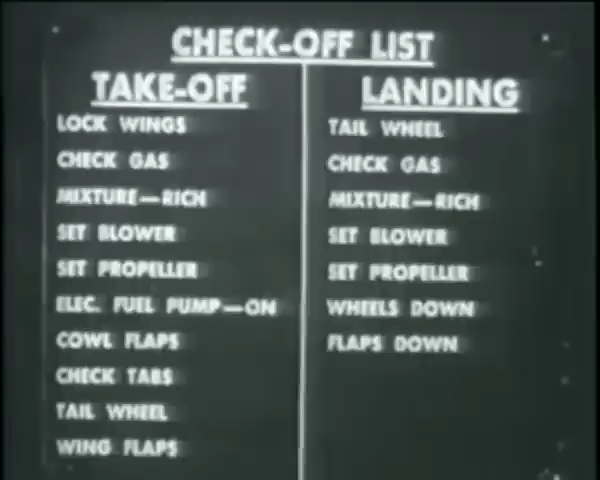 CHECK-OFF LIST
TAKE-OFF
LOCK WINGS
CHECK GAS
MIXTURE—RICH
SET BLOWER
SET PROPELLER
ELEC. FUEL PUMP—ON
COWL FLAPS
CHECK TABS
TAIL WHEEL
WING FLAPS
LANDING
TAIL WHEEL
CHECK GAS
MIXTURE—RICH
SET BLOWER
SET PROPELLER
WHEELS DOWN
FLAPS DOWN